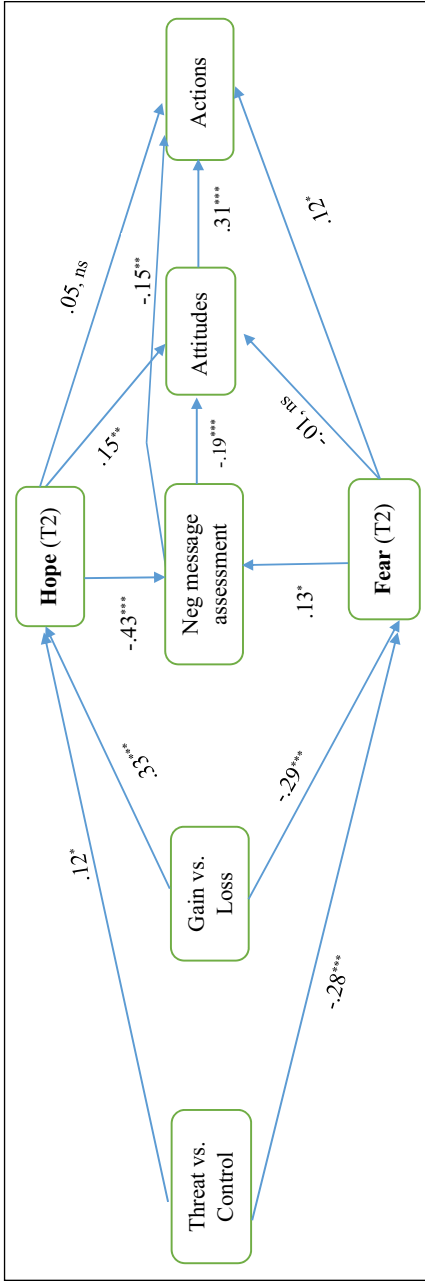 Threat vs.
Control
Gain vs.
Loss
.12*
.33***
-.28***
-.29***
Hope (T2)
-.43***
Neg message
assessment
.13*
Fear (T2)
.05, ns
.15**
-.15**
-.19***
-.01, ns
.12*
Attitudes
.31***
Actions